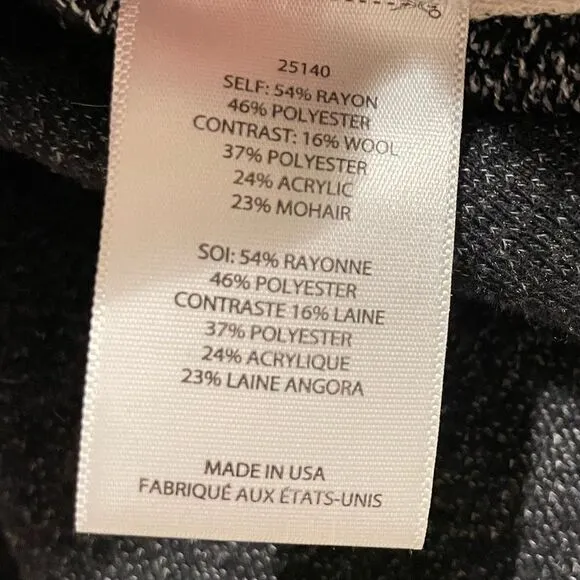 25140
SELF: 54% RAYON
46% POLYESTER
CONTRAST: 16% WOOL
37% POLYESTER
24% ACRYLIC
23% MOHAIR
SOI: 54% RAYONNE
46% POLYESTER
CONTRASTE 16% LAINE
37% POLYESTER
24% ACRYLIQUE
23% LAINE ANGORA
MADE IN USA
FABRIQUÉ AUX ÉTATS-UNIS